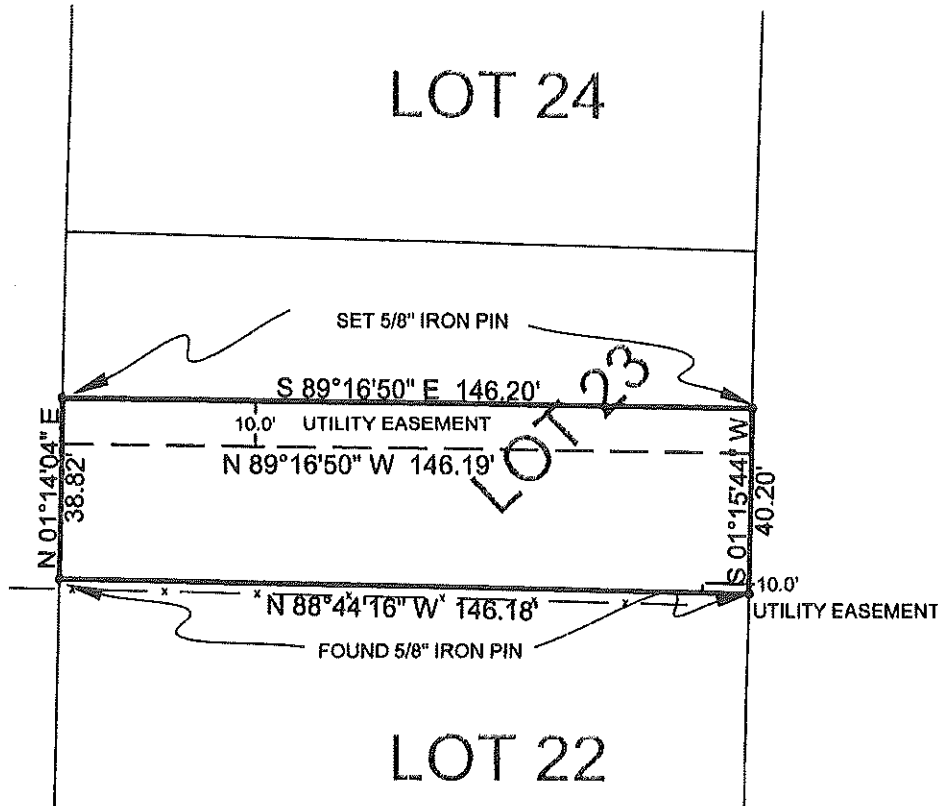 LOT 24
SET 5/8" IRON PIN
S 89°16'50" E 146.20'
10.0' UTILITY EASEMENT
N 89°16'50" W 146.19'
LOT 23
N 01°14'04" E
38.82'
S 01°15'44" W
40.20'
10.0'
UTILITY EASEMENT
N 88°44'16" W 146.18'
FOUND 5/8" IRON PIN
LOT 22